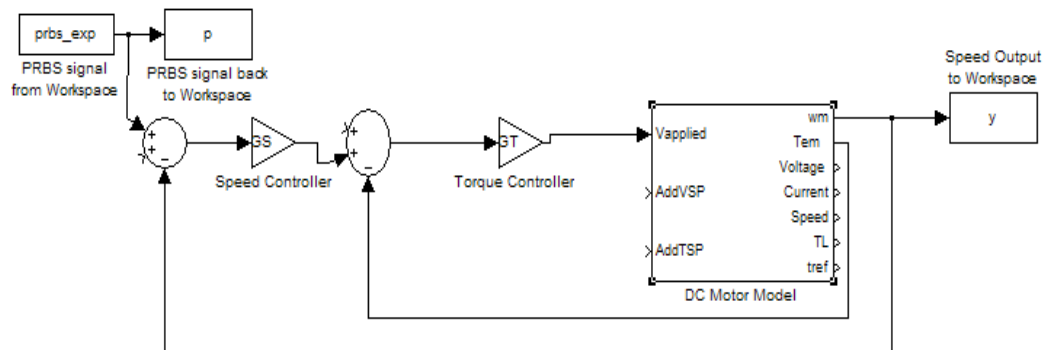 prbs_exp
PRBS signal
from Workspace
p
PRBS signal back
to Workspace
+
+
−
GS
Speed Controller
+
+
−
GT
Torque Controller
Vapplied
AddVSP
AddTSP
wm
Tem
Voltage
Current
Speed
TL
tref
DC Motor Model
Speed Output
to Workspace
y